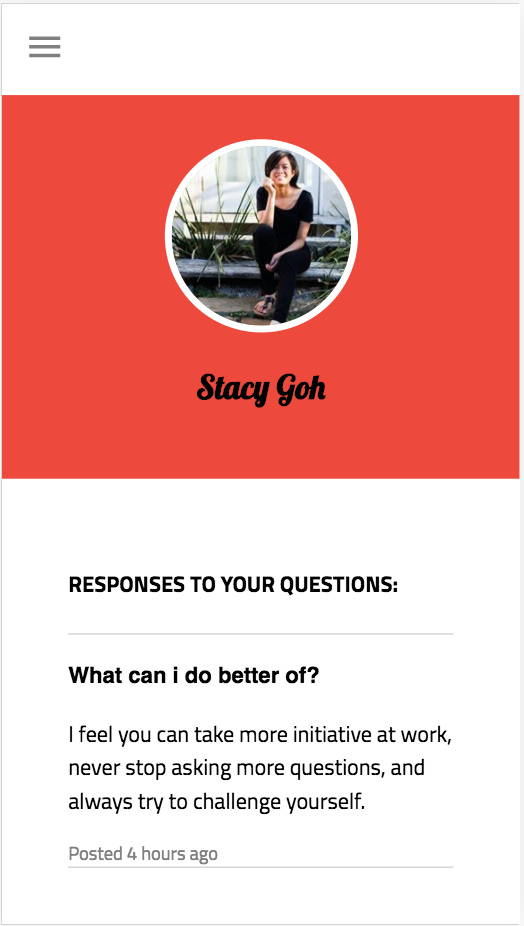 Stacy Goh
RESPONSES TO YOUR QUESTIONS:
What can i do better of?
I feel you can take more initiative at work,
never stop asking more questions, and
always try to challenge yourself.
Posted 4 hours ago